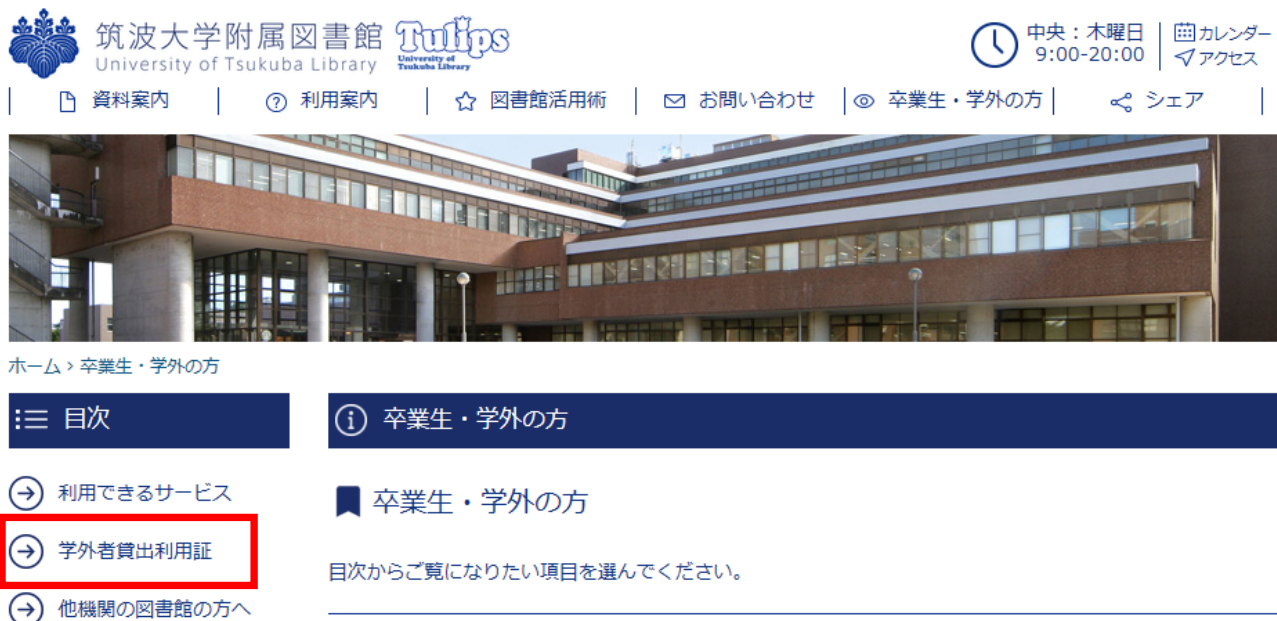 筑波大学附属図書館 Tulips
University of Tsukuba Library University of Tsukuba Library
中央：木曜日 カレンダー
9:00-20:00 アクセス
資料案内 利用案内 図書館活用術 お問い合わせ 卒業生・学外の方 シェア
ホーム › 卒業生・学外の方
目次
卒業生・学外の方
利用できるサービス
学外者貸出利用証
他機関の図書館の方へ
卒業生・学外の方
目次からご覧になりたい項目を選んでください。